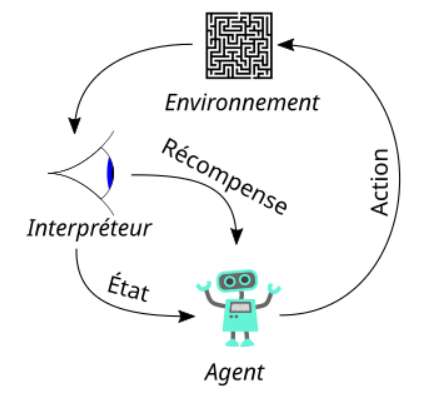 Environnement
Récompense
Action
Interpréteur
État
Agent